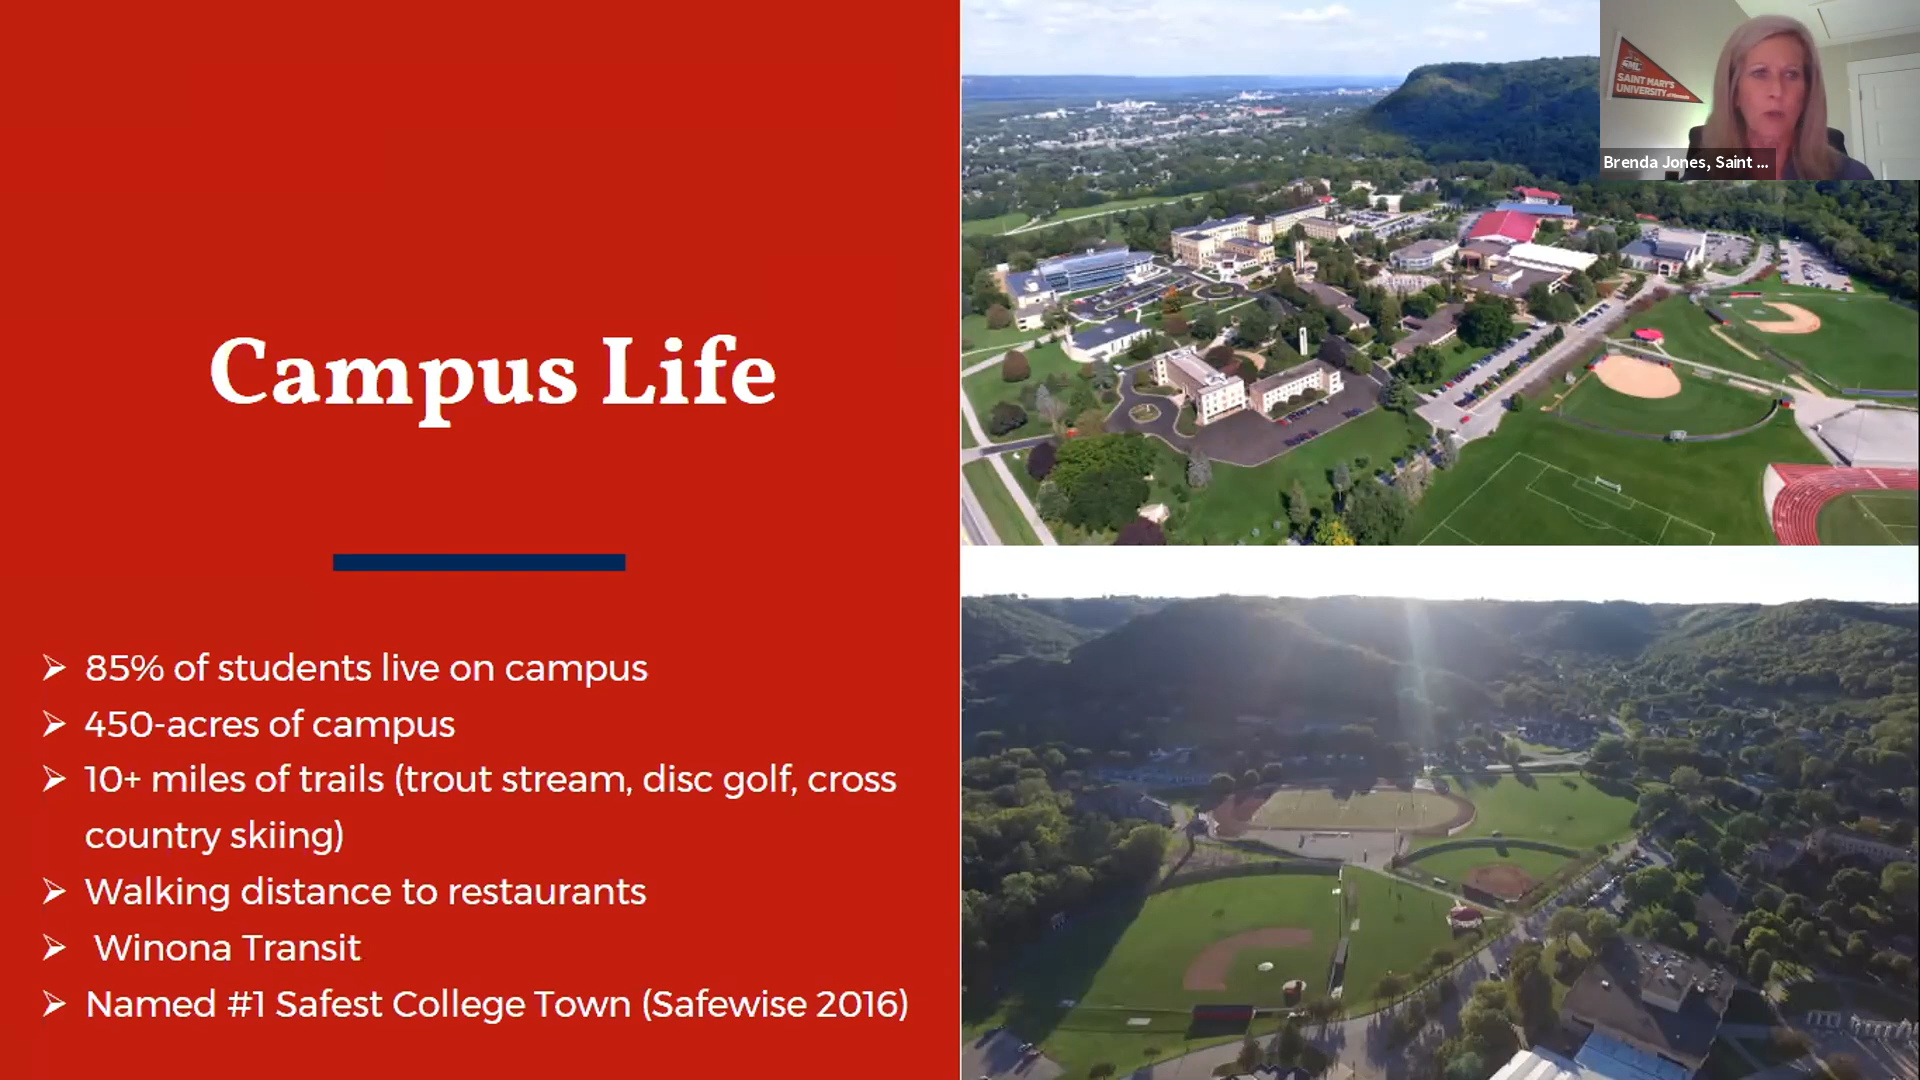 Campus Life
➢ 85% of students live on campus
➢ 450-acres of campus
➢ 10+ miles of trails (trout stream, disc golf, cross
country skiing)
➢ Walking distance to restaurants
➢ Winona Transit
➢ Named #1 Safest College Town (Safewise 2016)
SAINT MARY'S
UNIVERSITY
Brenda Jones, Saint ...